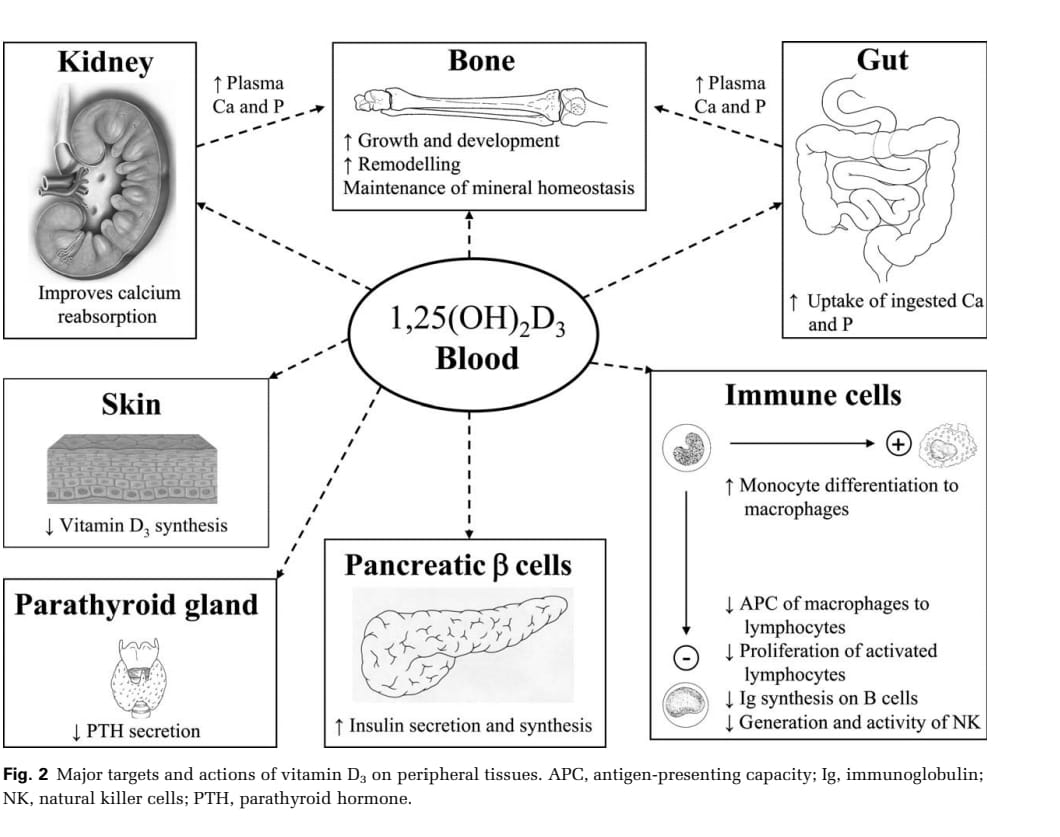 Kidney
Improves calcium
reabsorption
↑ Plasma
Ca and P
Bone
↑ Growth and development
↑ Remodelling
Maintenance of mineral homeostasis
↑ Plasma
Ca and P
Gut
↑ Uptake of ingested Ca
and P
1,25(OH)₂D₃
Blood
Skin
↓ Vitamin D₃ synthesis
Parathyroid gland
↓ PTH secretion
Pancreatic β cells
↑ Insulin secretion and synthesis
Immune cells
+
↑ Monocyte differentiation to
macrophages
↓ APC of macrophages to
lymphocytes
-
↓ Proliferation of activated
lymphocytes
↓ Ig synthesis on B cells
↓ Generation and activity of NK
Fig. 2 Major targets and actions of vitamin D₃ on peripheral tissues. APC, antigen-presenting capacity; Ig, immunoglobulin;
NK, natural killer cells; PTH, parathyroid hormone.